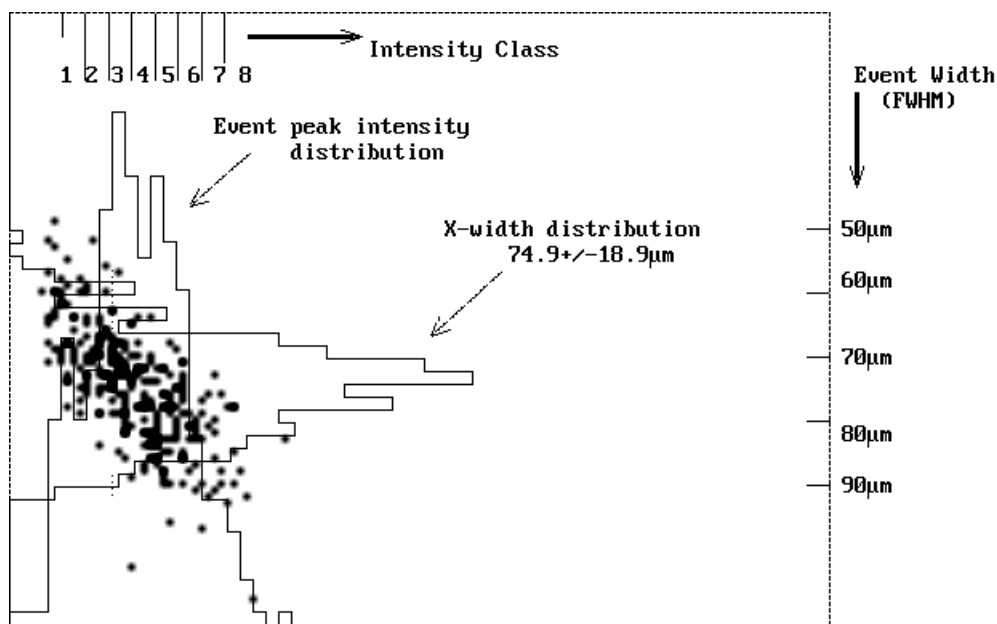 Intensity Class
1 2 3 4 5 6 7 8
Event Width
(FWHM)
Event peak intensity
distribution
X-width distribution
74.9+/-18.9µm
50µm
60µm
70µm
80µm
90µm